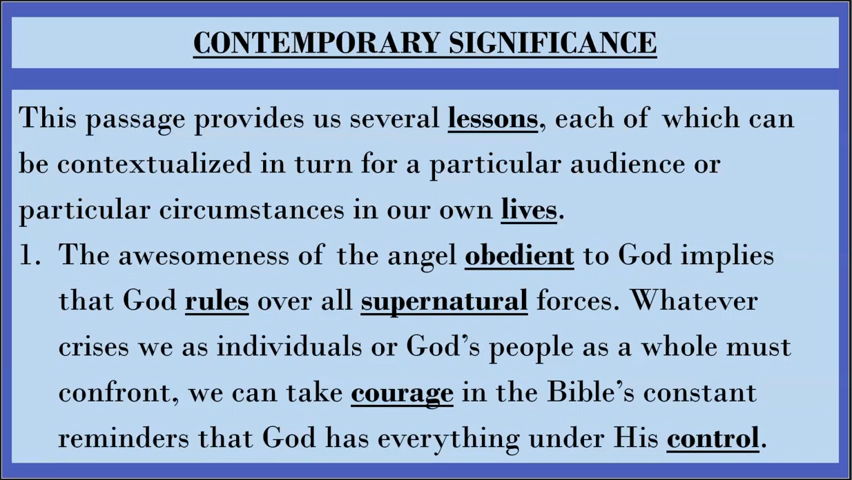 CONTEMPORARY SIGNIFICANCE
This passage provides us several lessons, each of which can
be contextualized in turn for a particular audience or
particular circumstances in our own lives.
1. The awesomeness of the angel obedient to God implies
that God rules over all supernatural forces. Whatever
crises we as individuals or God’s people as a whole must
confront, we can take courage in the Bible’s constant
reminders that God has everything under His control.